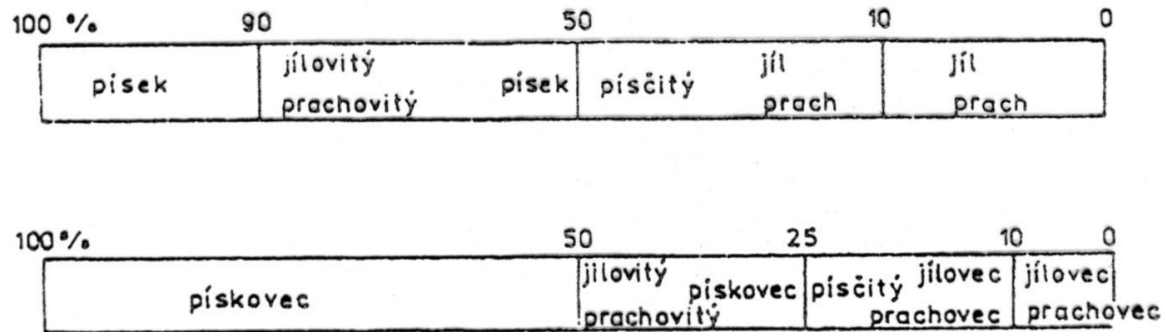 100 % 90 50 10 0
jílovitý jíl jíl
písek písek písčitý
prachovitý prach prach
100% 50 25 10 0
jilovitý jílovec jílovec
pískovec pískovec písčitý
prachovitý prachovec prachovec